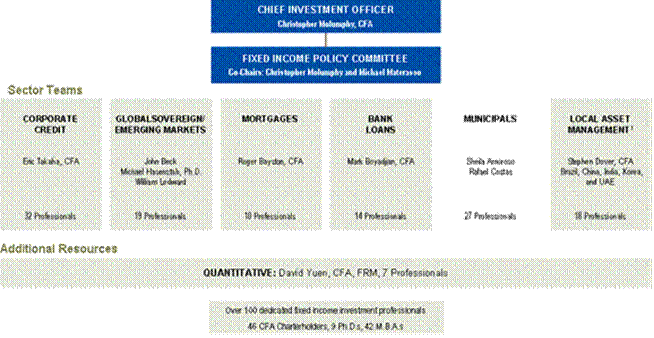 CHIEF INVESTMENT OFFICER
Christopher Molumphy, CFA
FIXED INCOME POLICY COMMITTEE
Co-Chairs: Christopher Molumphy and Michael Materasso
Sector Teams
CORPORATE
CREDIT
Eric Takaha, CFA
32 Professionals
GLOBALSOVEREIGN/
EMERGING MARKETS
John Beck
Michael Hasenstab, Ph.D.
William Ledward
19 Professionals
MORTGAGES
Roger Bayston, CFA
10 Professionals
BANK
LOANS
Mark Boyadjian, CFA
14 Professionals
MUNICIPALS
Sheila Amoroso
Rafael Costas
27 Professionals
LOCAL ASSET
MANAGEMENT¹
Stephen Dover, CFA
Brazil, China, India, Korea,
and UAE
18 Professionals
Additional Resources
QUANTITATIVE: David Yuen, CFA, FRM, 7 Professionals
Over 100 dedicated fixed income investment professionals
46 CFA Charterholders, 9 Ph.D.s, 42 M.B.A.s